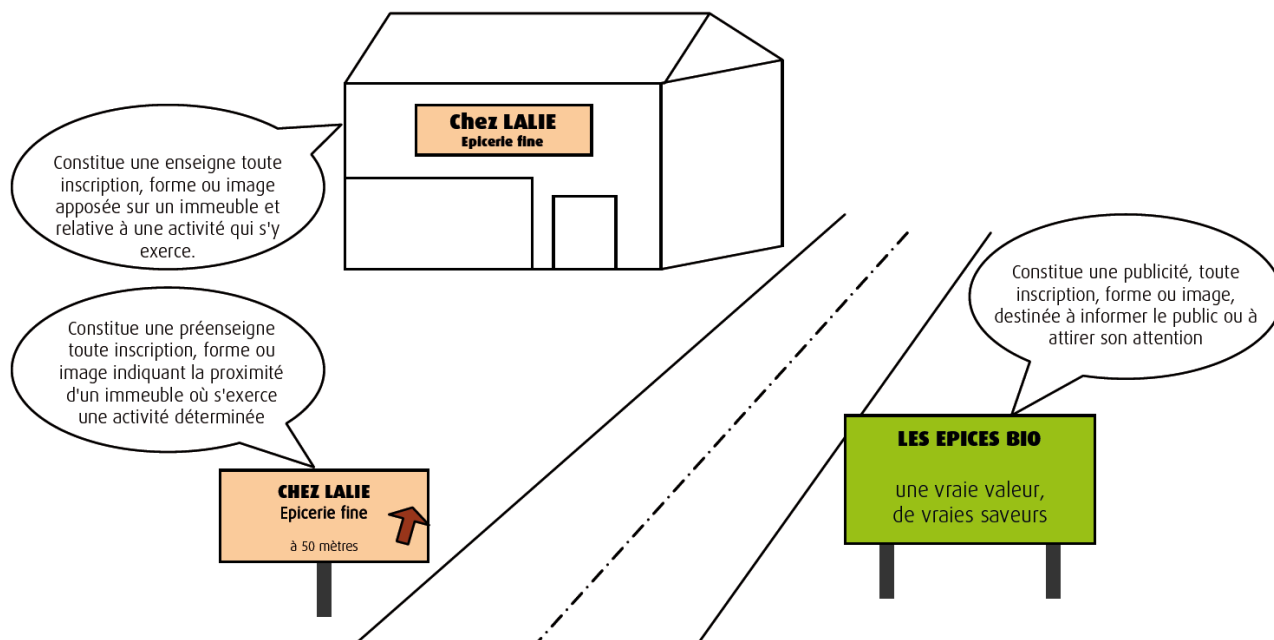 Chez LALIE
Epicerie fine
Constitue une enseigne toute
inscription, forme ou image
apposée sur un immeuble et
relative à une activité qui s'y
exerce.
Constitue une préenseigne
toute inscription, forme ou
image indiquant la proximité
d'un immeuble où s'exerce
une activité déterminée
CHEZ LALIE
Epicerie fine
à 50 mètres
Constitue une publicité, toute
inscription, forme ou image,
destinée à informer le public ou à
attirer son attention
LES EPICES BIO
une vraie valeur,
de vraies saveurs